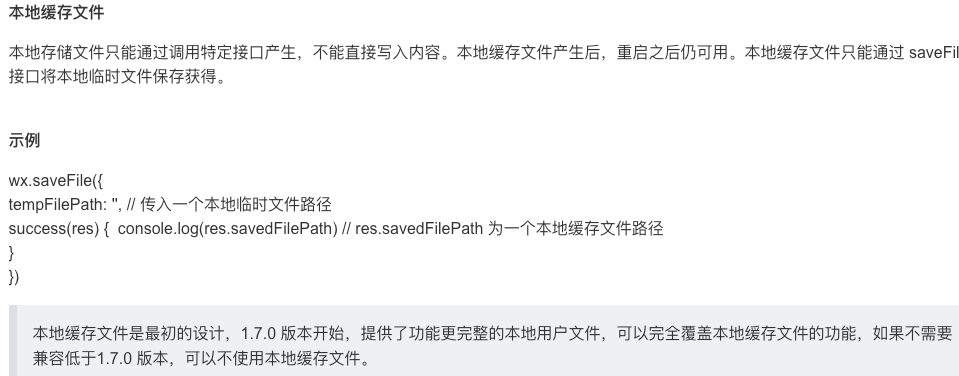 本地缓存文件
本地存储文件只能通过调用特定接口产生，不能直接写入内容。本地缓存文件产生后，重启之后仍可用。本地缓存文件只能通过 saveFil
接口将本地临时文件保存获得。
示例
wx.saveFile({
tempFilePath: '', // 传入一个本地临时文件路径
success(res) {  console.log(res.savedFilePath) // res.savedFilePath 为一个本地缓存文件路径
}
})
本地缓存文件是最初的设计，1.7.0 版本开始，提供了功能更完整的本地用户文件，可以完全覆盖本地缓存文件的功能，如果不需要
兼容低于1.7.0 版本，可以不使用本地缓存文件。